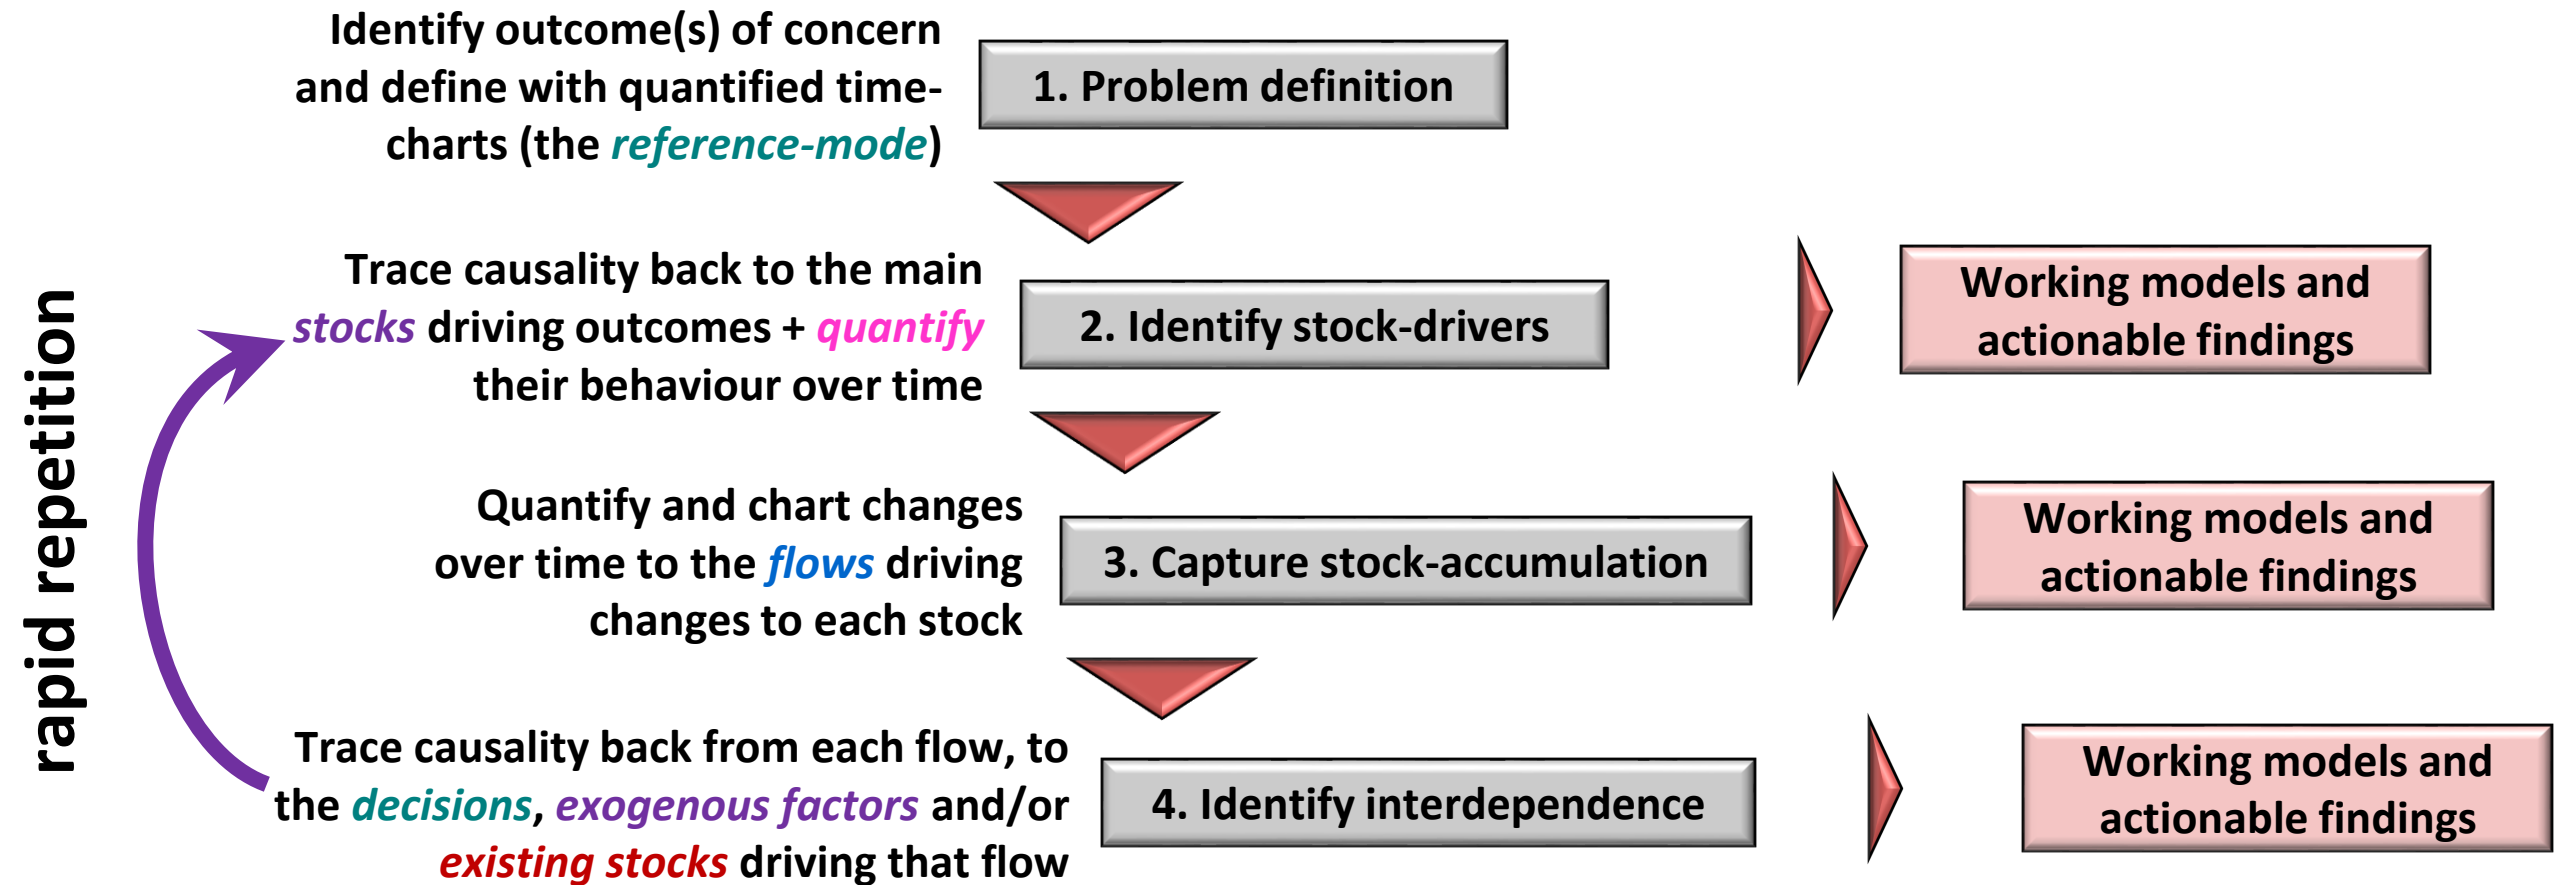 Identify outcome(s) of concern
and define with quantified time-
charts (the reference-mode)
1. Problem definition
rapid repetition
Trace causality back to the main
stocks driving outcomes + quantify
their behaviour over time
2. Identify stock-drivers
Working models and
actionable findings
Quantify and chart changes
over time to the flows driving
changes to each stock
3. Capture stock-accumulation
Working models and
actionable findings
Trace causality back from each flow, to
the decisions, exogenous factors and/or
existing stocks driving that flow
4. Identify interdependence
Working models and
actionable findings